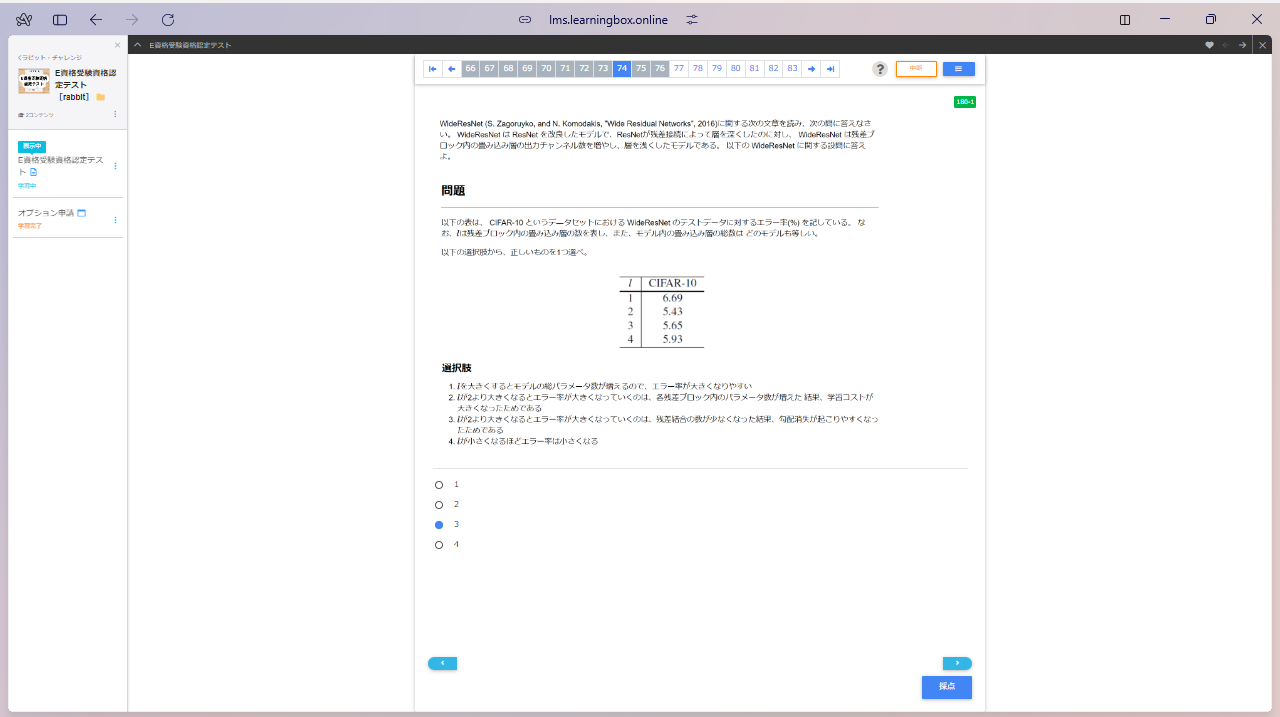 lms.learningbox.online
E資格受験資格認定テスト
くラビット・チャレンジ
E資格受験資格認
定テスト
［rabbit］
2コンテンツ
表示中
E資格受験資格認定テス
ト
学習中
オプション申請
学習完了
66 67 68 69 70 71 72 73 74 75 76 77 78 79 80 81 82 83
?
中断
180-1
WideResNet (S. Zagoruyko, and N. Komodakis, "Wide Residual Networks", 2016)に関する次の文章を読み、次の問に答えなさ
い。 WideResNet は ResNet を改良したモデルで、ResNetが残差接続によって層を深くしたのに対し、 WideResNet は残差ブ
ロック内の畳み込み層の出力チャンネル数を増やし、層を浅くしたモデルである。 以下の WideResNet に関する設問に答え
よ。
問題
以下の表は、 CIFAR-10 というデータセットにおける WideResNet のテストデータに対するエラー率(%) を記している。 な
お、lは残差ブロック内の畳み込み層の数を表し、また、モデル内の畳み込み層の総数は どのモデルも等しい。
以下の選択肢から、正しいものを1つ選べ。
l CIFAR-10
1 6.69
2 5.43
3 5.65
4 5.93
選択肢
1. lを大きくするとモデルの総パラメータ数が増えるので、エラー率が大きくなりやすい
2. lが2より大きくなるとエラー率が大きくなっていくのは、各残差ブロック内のパラメータ数が増えた 結果、学習コストが
大きくなったためである
3. lが2より大きくなるとエラー率が大きくなっていくのは、残差結合の数が少なくなった結果、勾配消失が起こりやすくなっ
たためである
4. lが小さくなるほどエラー率は小さくなる
1
2
3
4
採点